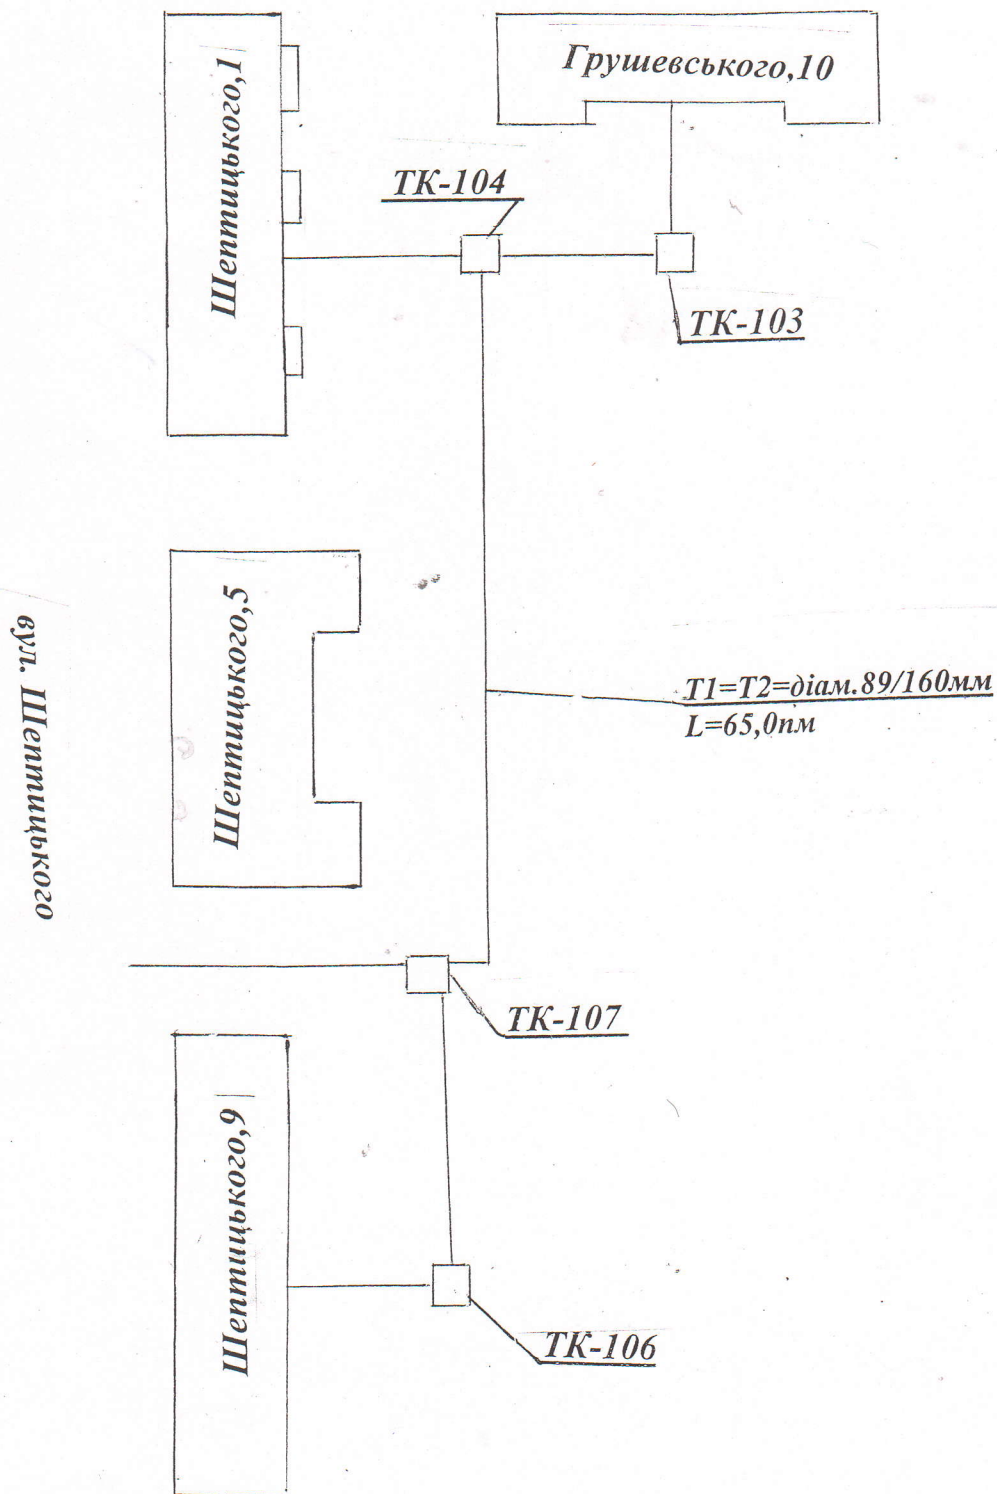 Грушевського,10
Шептицького,1
ТК-104
ТК-103
Шептицького,5
вул. Шептицького
Т1=Т2=діам.89/160мм
L=65,0пм
ТК-107
Шептицького,9
ТК-106